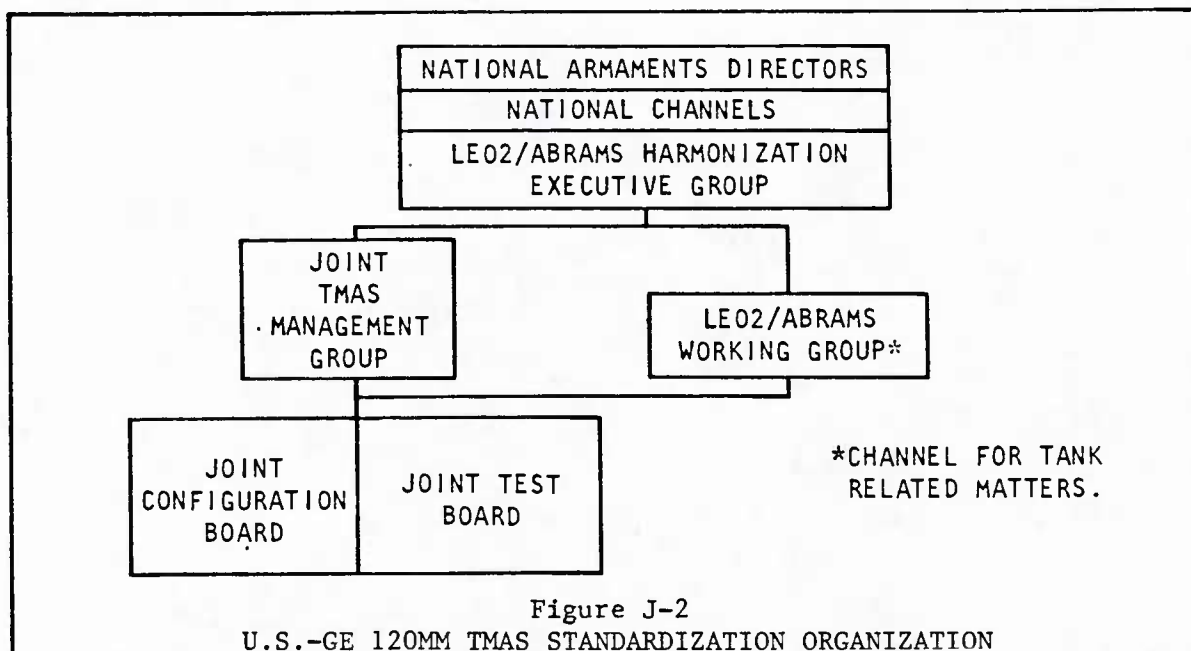 NATIONAL ARMAMENTS DIRECTORS
NATIONAL CHANNELS
LEO2/ABRAMS HARMONIZATION
EXECUTIVE GROUP
JOINT
TMAS
MANAGEMENT
GROUP
LEO2/ABRAMS
WORKING GROUP*
JOINT
CONFIGURATION
BOARD
JOINT TEST
BOARD
*CHANNEL FOR TANK
RELATED MATTERS.
Figure J-2
U.S.-GE 120MM TMAS STANDARDIZATION ORGANIZATION